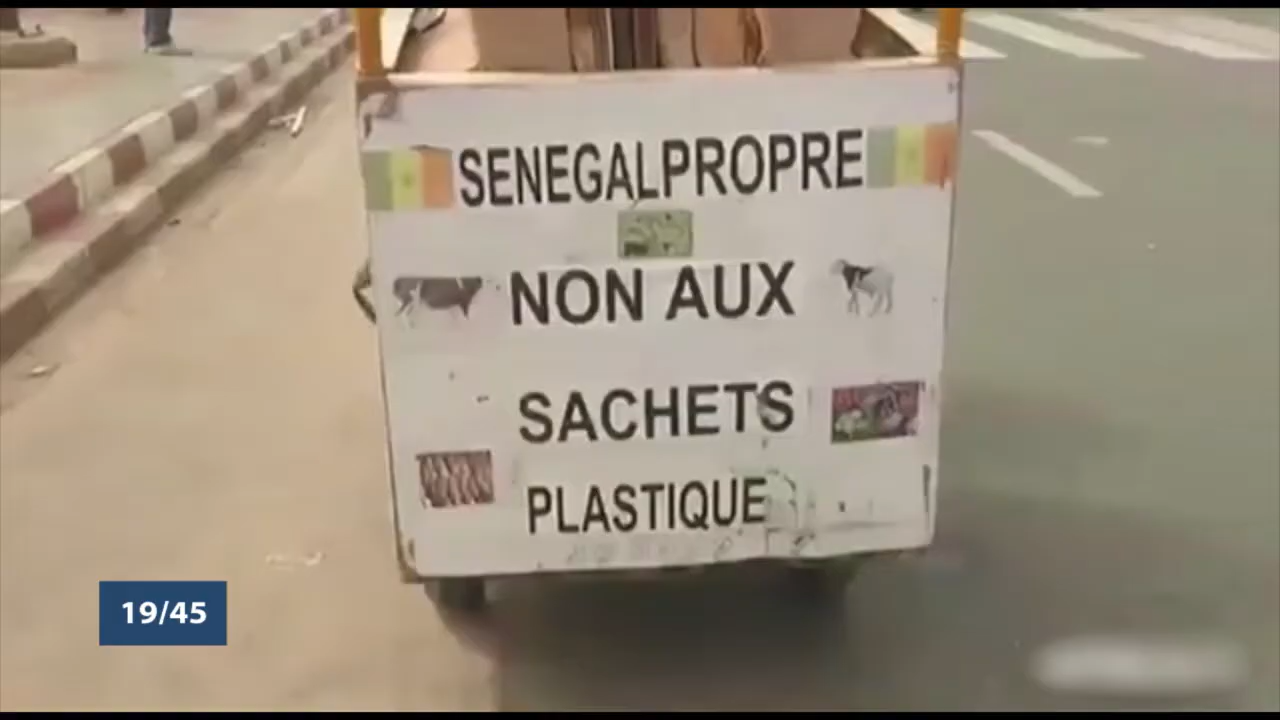 SENEGALPROPRE
NON AUX
SACHETS
PLASTIQUE
19/45